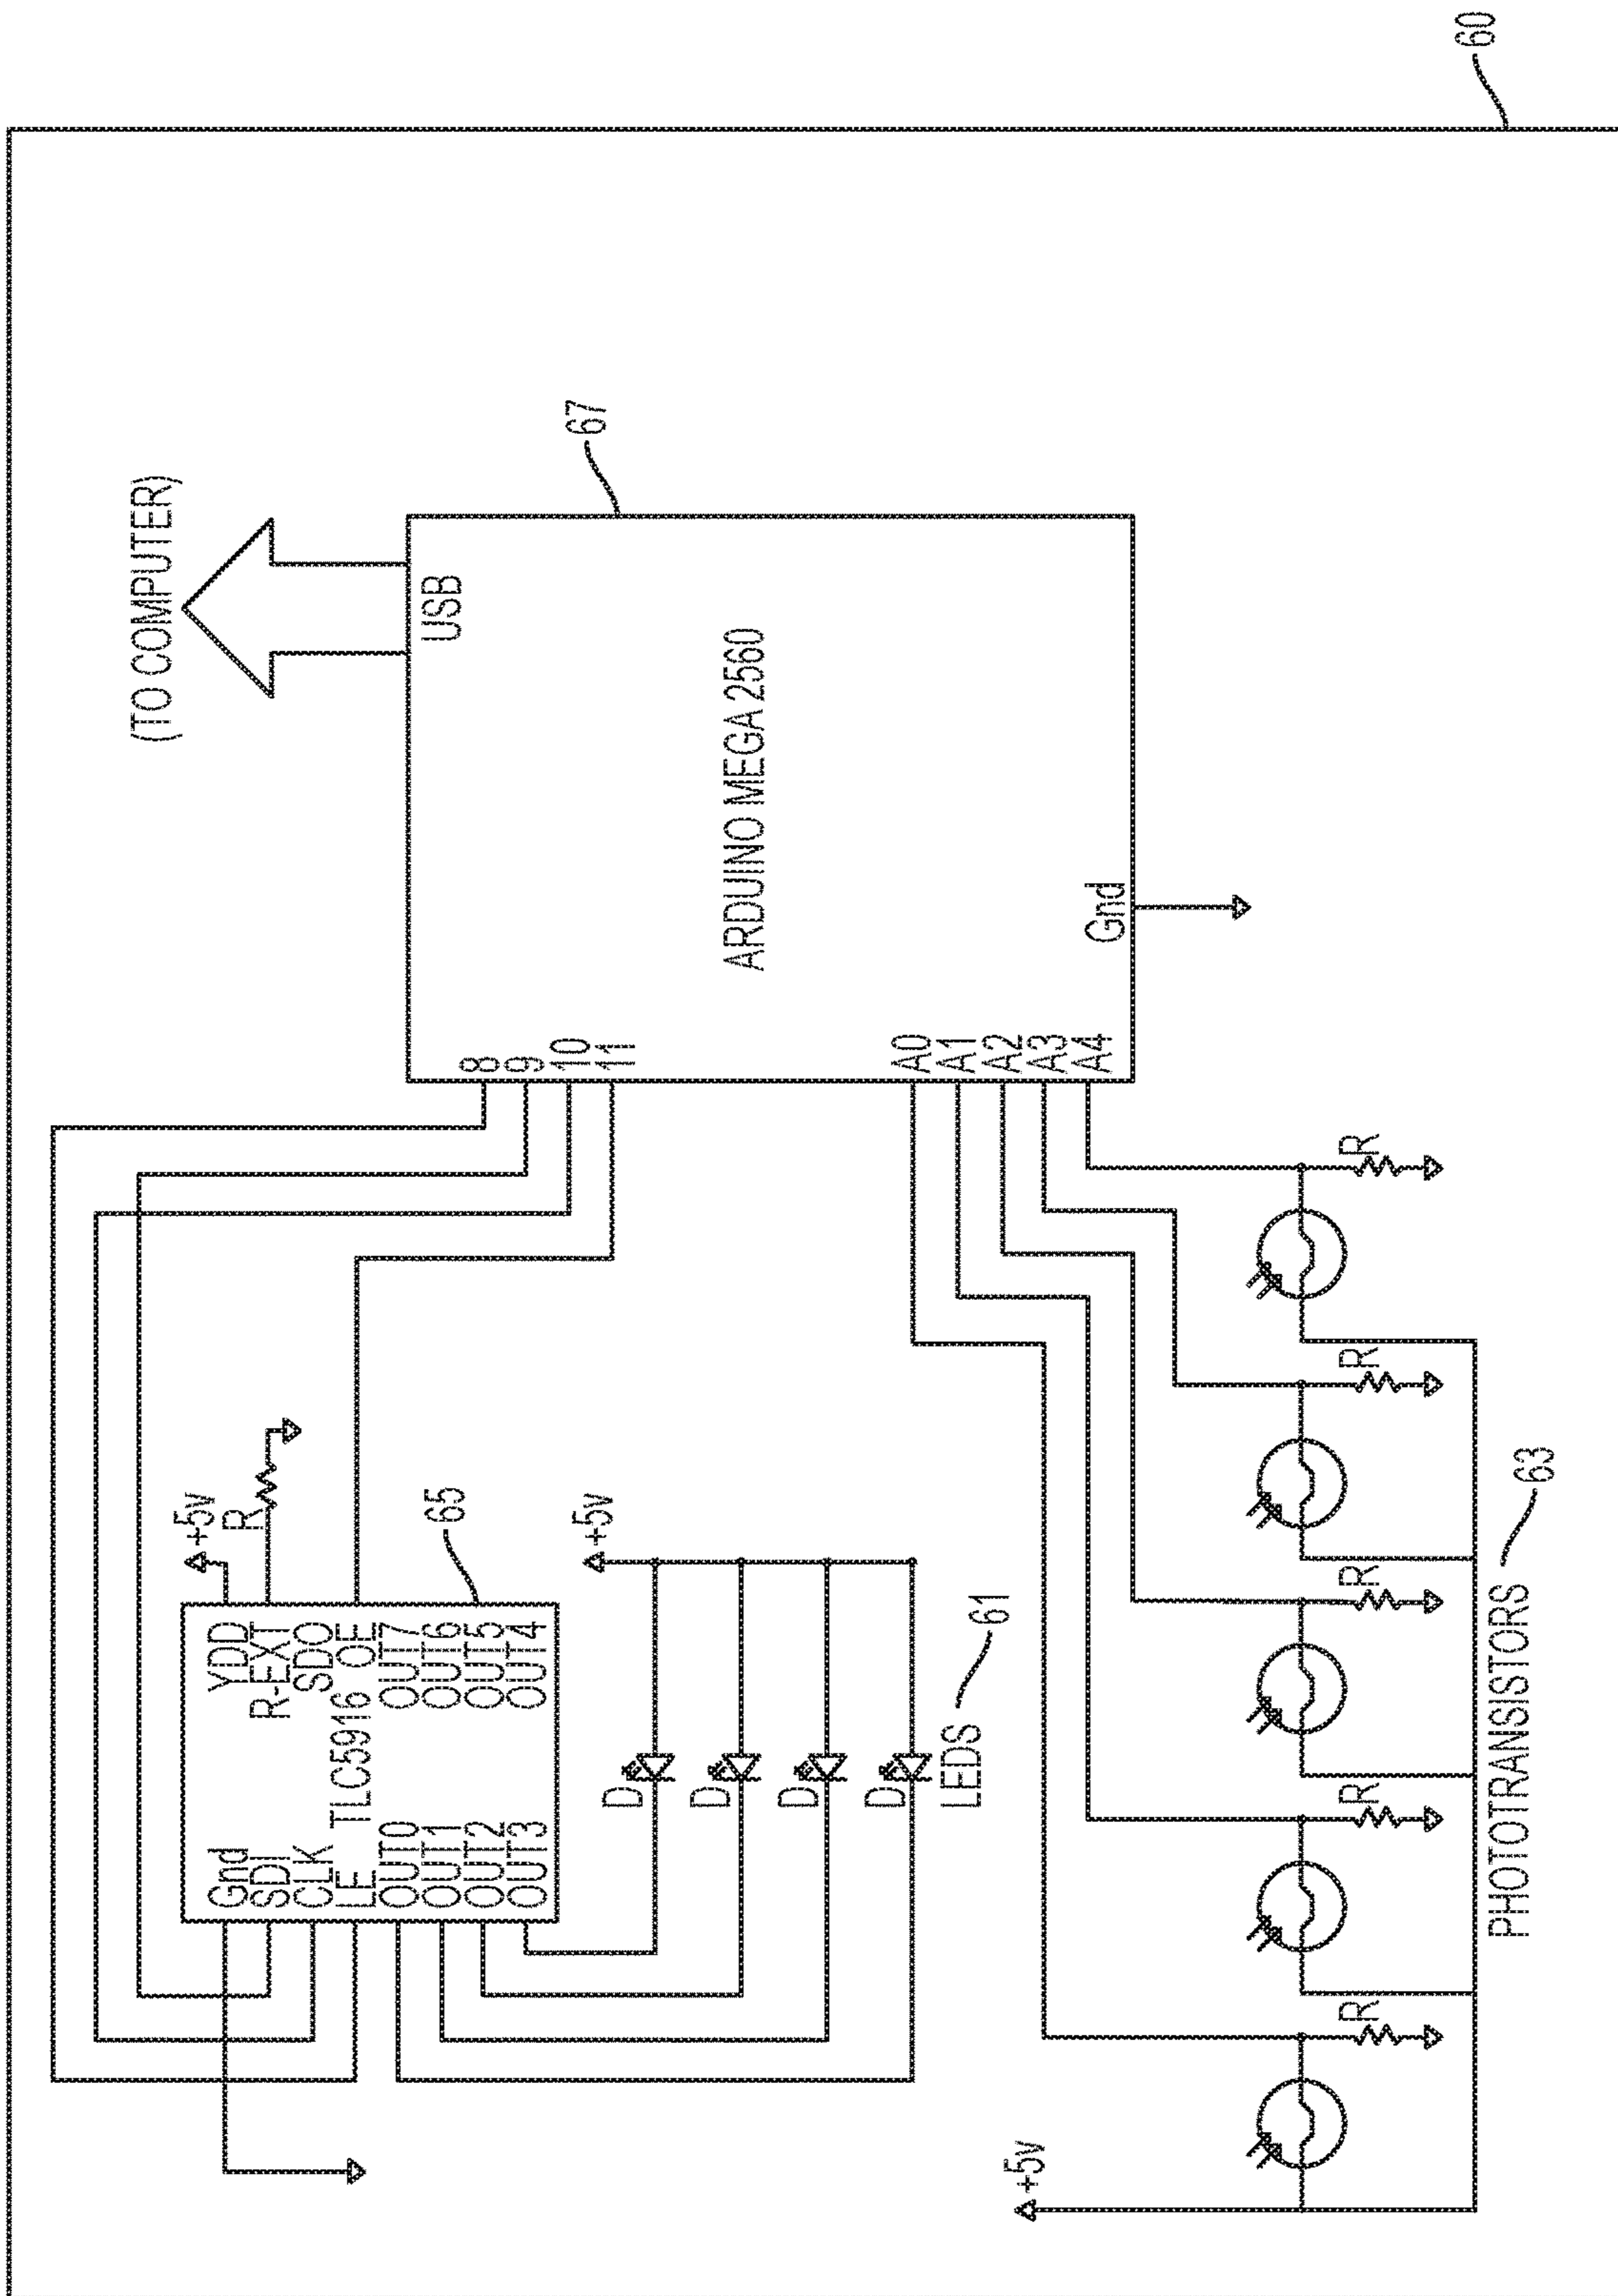 60
(TO COMPUTER)
67
USB
ARDUINO MEGA 2560
Gnd
8
9
10
11
A0
A1
A2
A3
A4
+5v
R
65
Gnd YDD
SDI R-EXT
CLK SDO
LE OE
TLC5916
OUT0 OUT7
OUT1 OUT6
OUT2 OUT5
OUT3 OUT4
+5v
D
D
D
D
LEDS 61
+5v
R
R
R
R
R
PHOTOTRANSISTORS 63